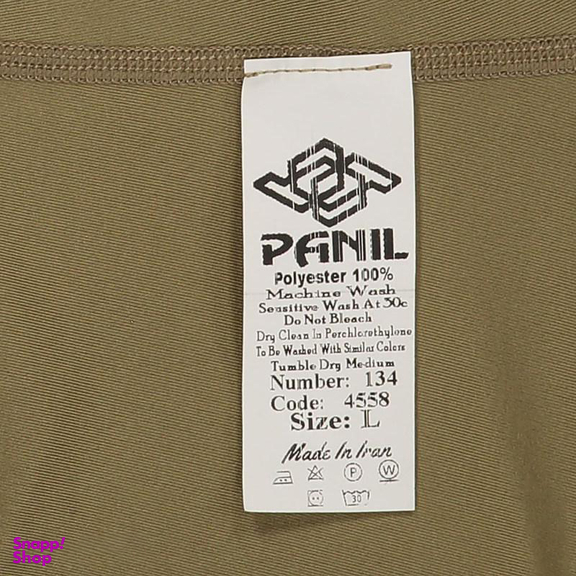 PANIL
Polyester 100%
Machine Wash
Sensitive Wash At 30c
Do Not Bleach
Dry Clean In Perchlorethylone
To Be Washed With Similar Colors
Tumble Dry Medium
Number: 134
Code: 4558
Size: L
Made In Iran
P W
30
Snapp!
Shop